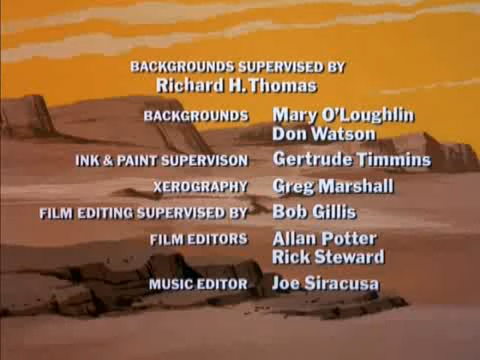 BACKGROUNDS SUPERVISED BY
Richard H. Thomas
BACKGROUNDS Mary O'Loughlin
Don Watson
INK & PAINT SUPERVISON Gertrude Timmins
XEROGRAPHY Greg Marshall
FILM EDITING SUPERVISED BY Bob Gillis
FILM EDITORS Allan Potter
Rick Steward
MUSIC EDITOR Joe Siracusa